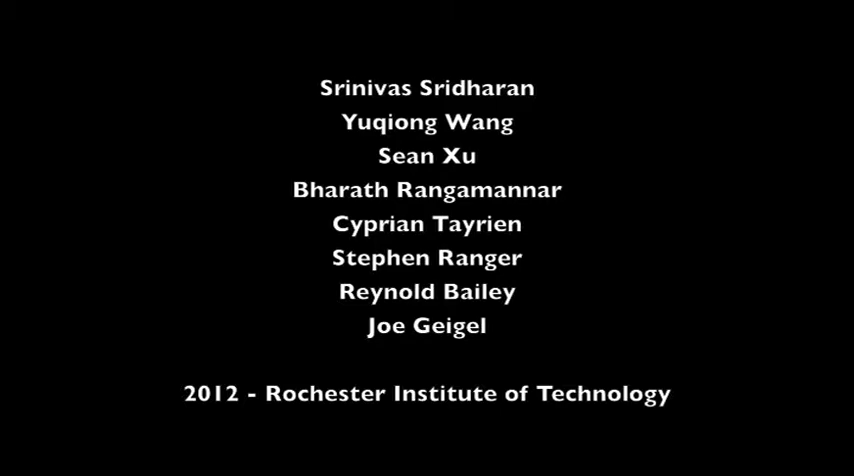 Srinivas Sridharan
Yuqiong Wang
Sean Xu
Bharath Rangamannar
Cyprian Tayrien
Stephen Ranger
Reynold Bailey
Joe Geigel
2012 - Rochester Institute of Technology